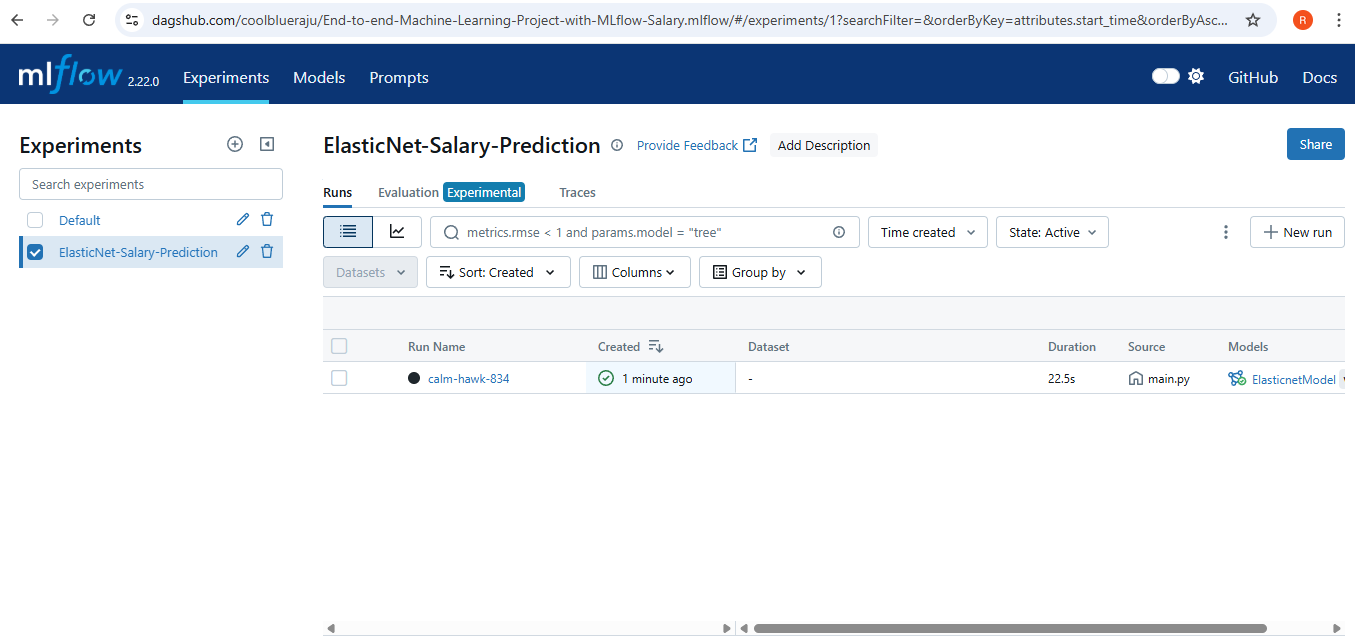 dagshub.com/coolblueraju/End-to-end-Machine-Learning-Project-with-MLflow-Salary.mlflow/#/experiments/1?searchFilter=&orderByKey=attributes.start_time&orderByAsc...
R
mlflow 2.22.0 Experiments Models Prompts GitHub Docs
Experiments
Search experiments
Default
ElasticNet-Salary-Prediction
ElasticNet-Salary-Prediction Provide Feedback Add Description Share
Runs Evaluation Experimental Traces
metrics.rmse < 1 and params.model = "tree" Time created State: Active New run
Datasets Sort: Created Columns Group by
Run Name Created Dataset Duration Source Models
calm-hawk-834 1 minute ago - 22.5s main.py ElasticnetModel